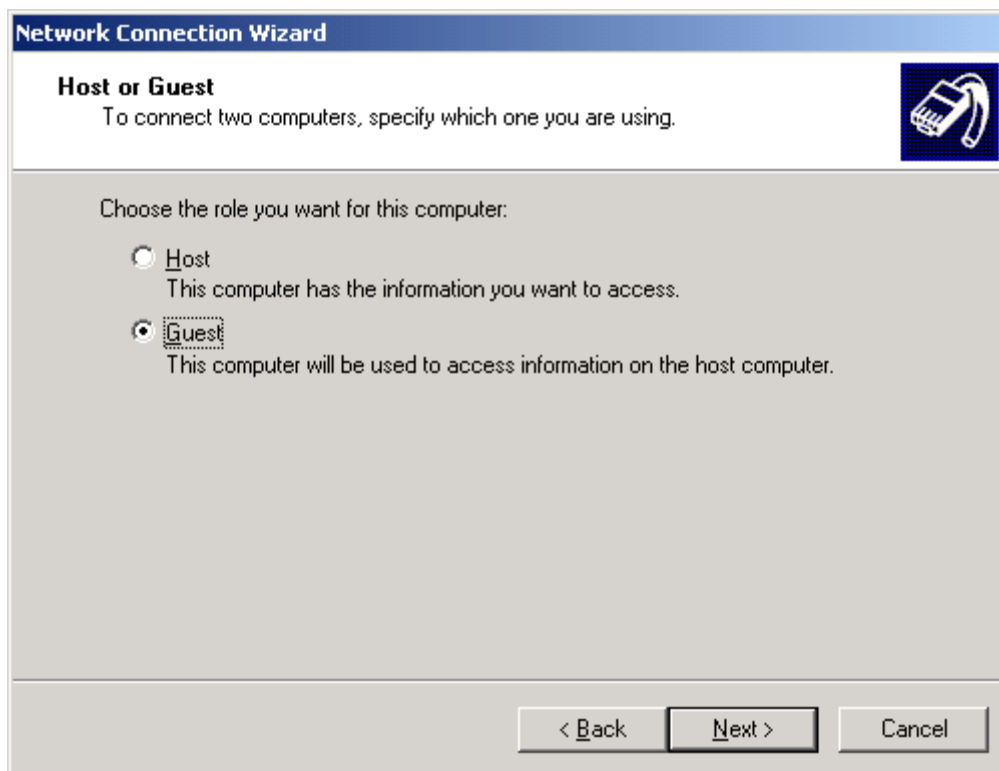 Network Connection Wizard
Host or Guest
To connect two computers, specify which one you are using.
Choose the role you want for this computer:
Host
This computer has the information you want to access.
Guest
This computer will be used to access information on the host computer.
< Back Next > Cancel